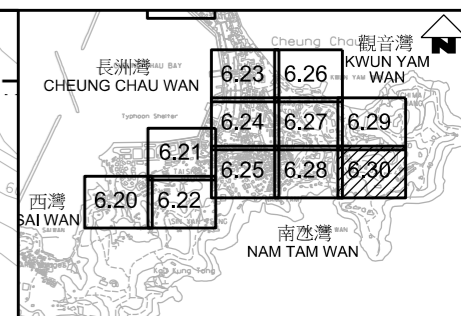 Cheung Chau
觀音灣
KWUN YAM
WAN
N
長洲灣
CHEUNG CHAU WAN
6.23
6.26
Typhoon Shelter
6.24
6.27
6.29
6.21
6.25
6.28
6.30
西灣
SAI WAN
6.20
6.22
南氹灣
NAM TAM WAN